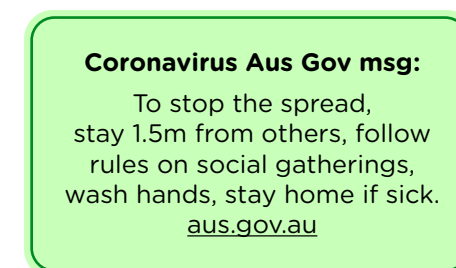 Coronavirus Aus Gov msg:
To stop the spread,
stay 1.5m from others, follow
rules on social gatherings,
wash hands, stay home if sick.
aus.gov.au